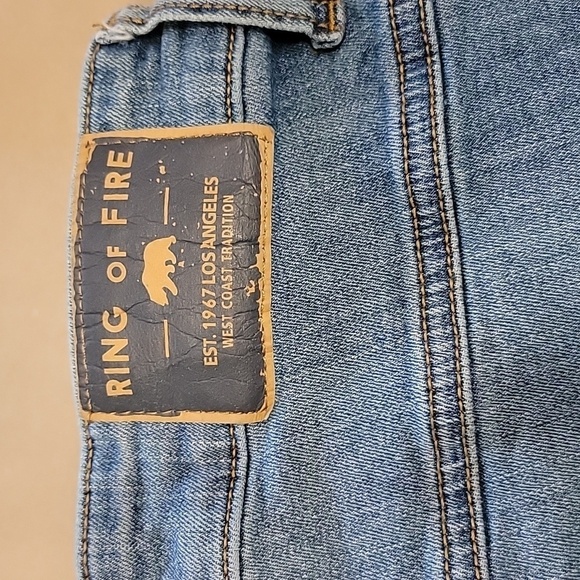 RING OF FIRE
EST. 1967 LOS ANGELES
WEST COAST TRADITION